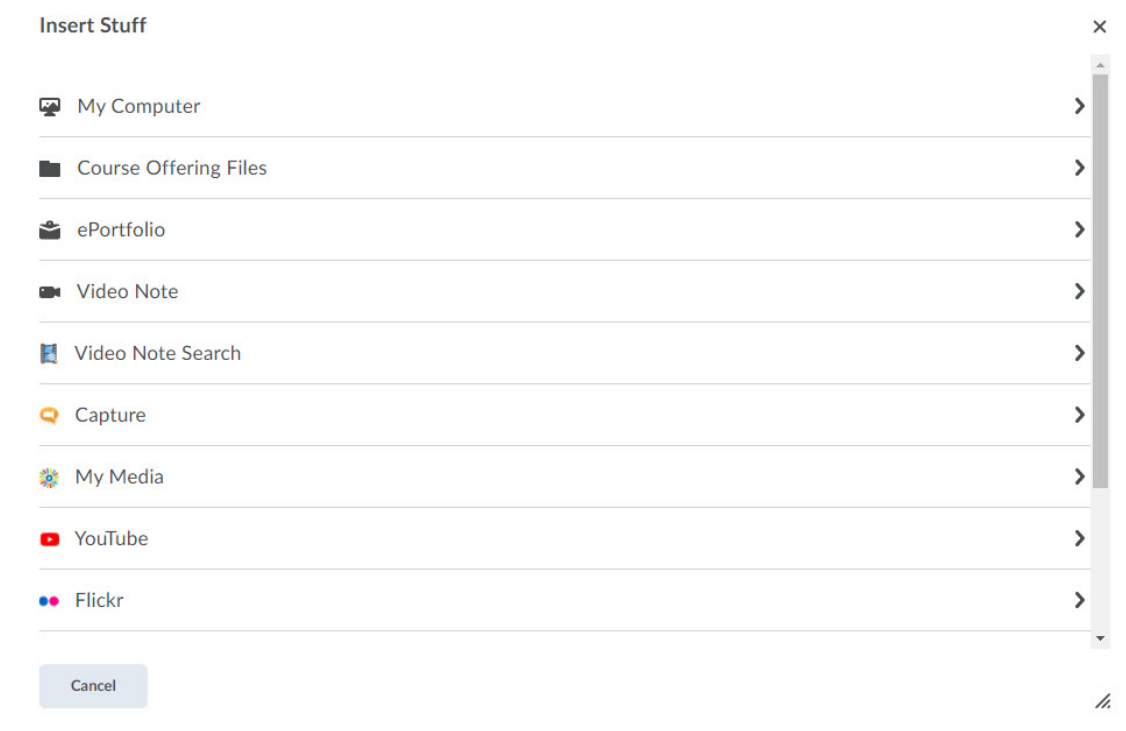 Insert Stuff
My Computer
Course Offering Files
ePortfolio
Video Note
Video Note Search
Capture
My Media
YouTube
Flickr
Cancel